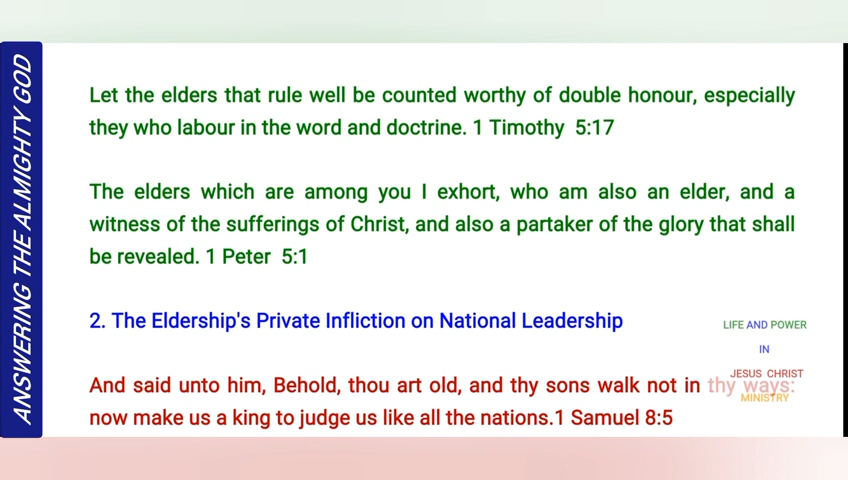 ANSWERING THE ALMIGHTY GOD
Let the elders that rule well be counted worthy of double honour, especially
they who labour in the word and doctrine. 1 Timothy 5:17
The elders which are among you I exhort, who am also an elder, and a
witness of the sufferings of Christ, and also a partaker of the glory that shall
be revealed. 1 Peter 5:1
2. The Eldership's Private Infliction on National Leadership
And said unto him, Behold, thou art old, and thy sons walk not in thy ways:
now make us a king to judge us like all the nations.1 Samuel 8:5
LIFE AND POWER
IN
JESUS CHRIST
MINISTRY